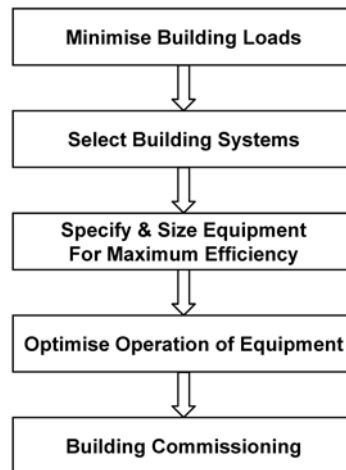 Minimise Building Loads
Select Building Systems
Specify & Size Equipment
For Maximum Efficiency
Optimise Operation of Equipment
Building Commissioning